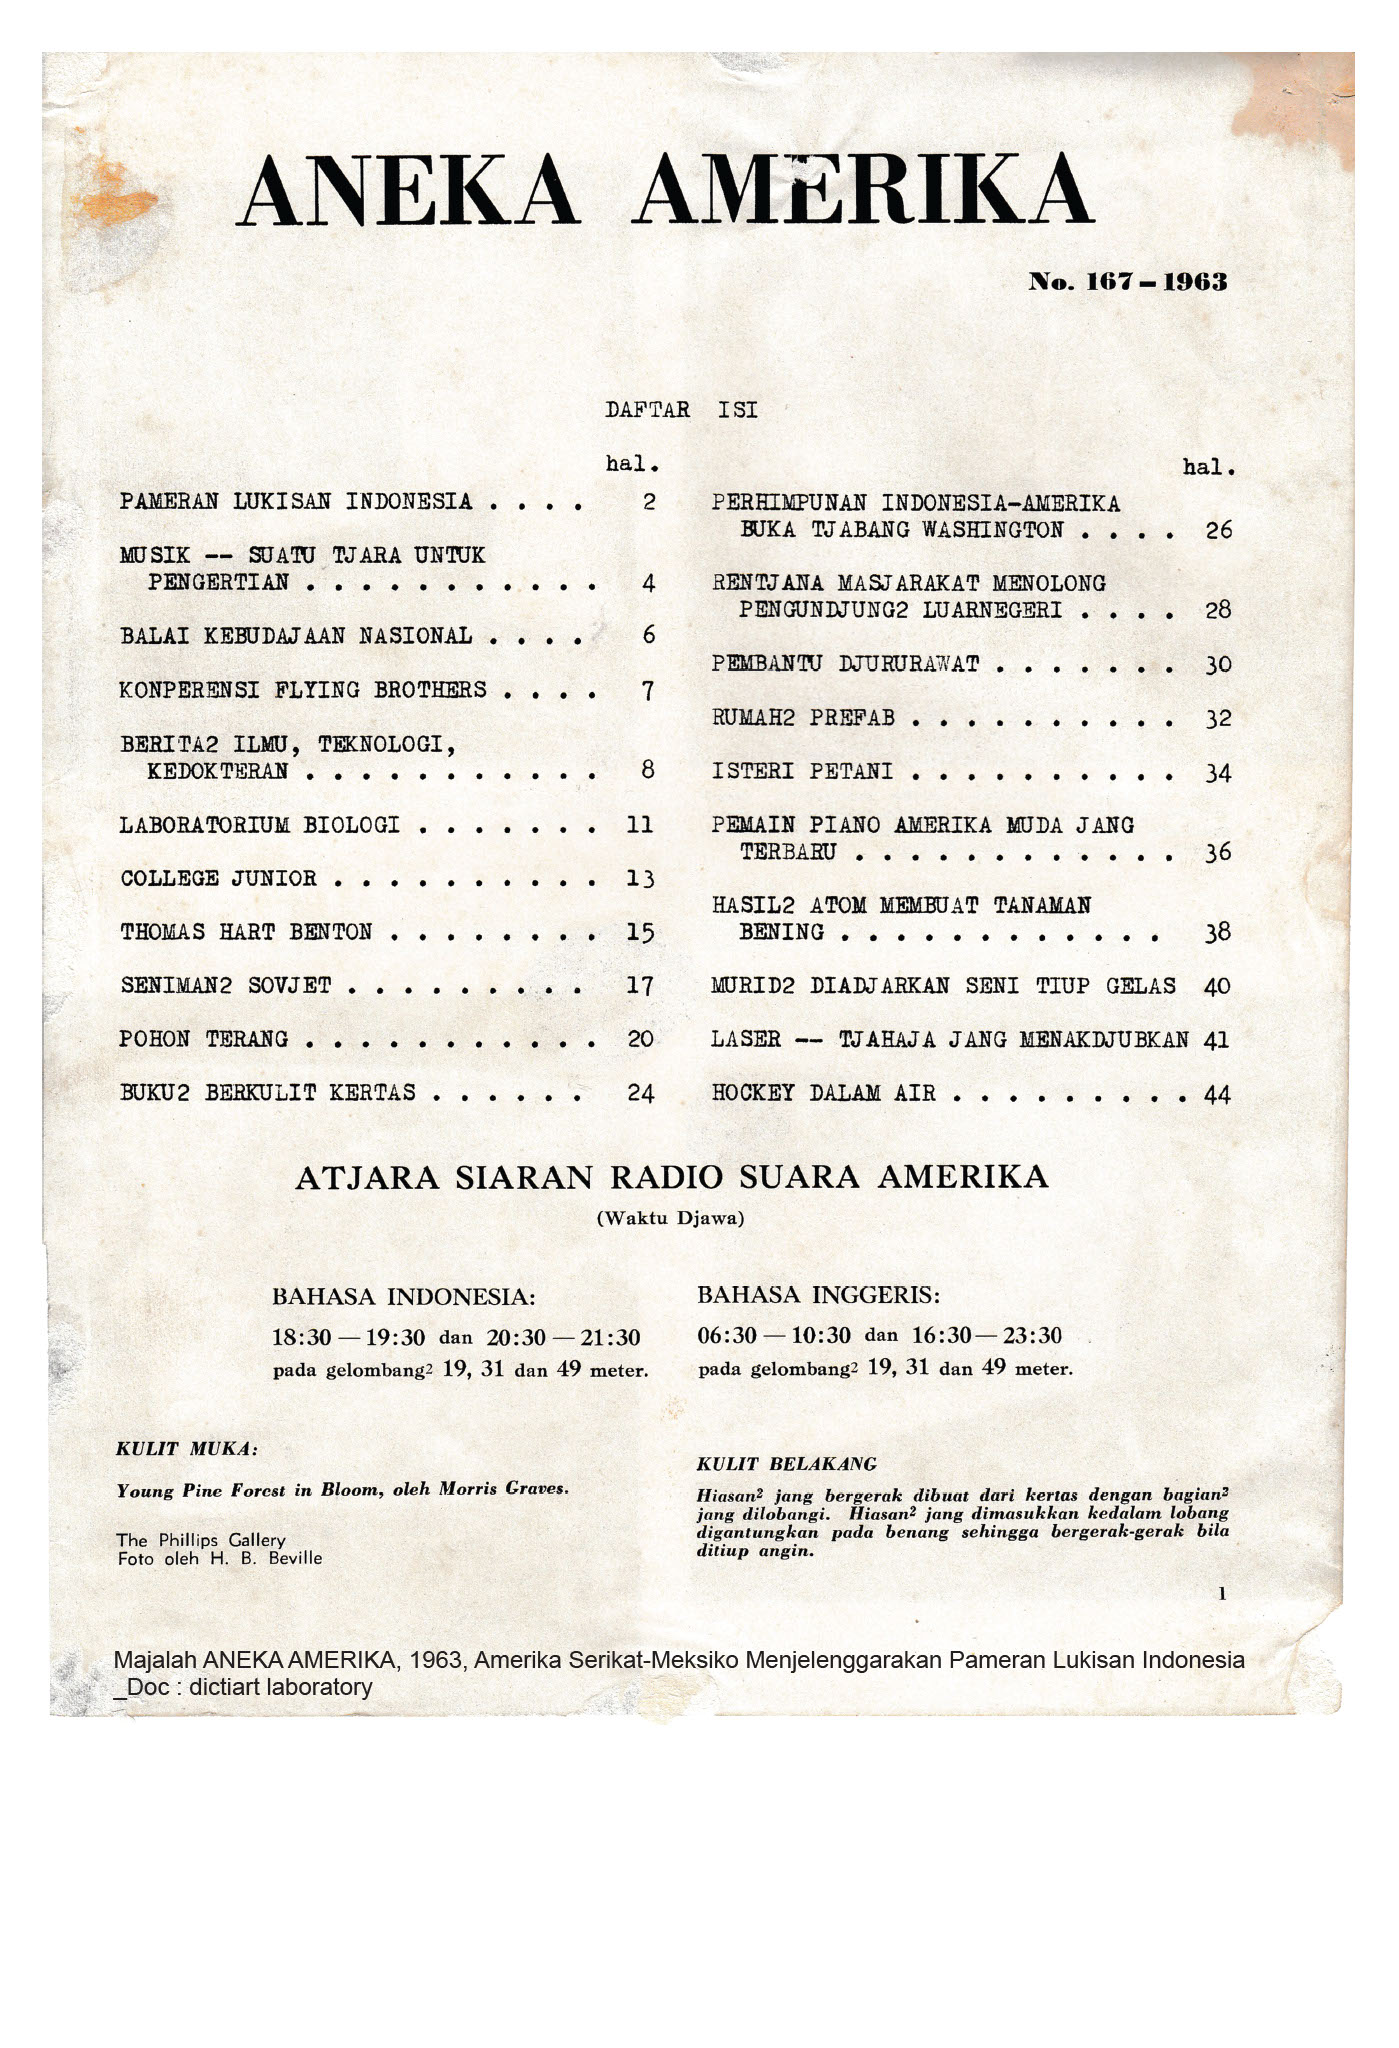 ANEKA AMERIKA
No. 167 – 1963
DAFTAR ISI
hal.
PAMERAN LUKISAN INDONESIA . . . . 2
MUSIK -- SUATU TJARA UNTUK
PENGERTIAN . . . . . . . . . . . 4
BALAI KEBUDAJAAN NASIONAL . . . . 6
KONPERENSI FLYING BROTHERS . . . . 7
BERITA2 ILMU, TEKNOLOGI,
KEDOKTERAN . . . . . . . . . . . 8
LABORATORIUM BIOLOGI . . . . . . . 11
COLLEGE JUNIOR . . . . . . . . . . 13
THOMAS HART BENTON . . . . . . . . 15
SENIMAN2 SOVJET . . . . . . . . . 17
POHON TERANG . . . . . . . . . . . 20
BUKU2 BERKULIT KERTAS . . . . . . 24
hal.
PERHIMPUNAN INDONESIA-AMERIKA
BUKA TJABANG WASHINGTON . . . . 26
RENTJANA MASJARAKAT MENOLONG
PENGUNDJUNG2 LUARNEGERI . . . . 28
PEMBANTU DJURURAWAT . . . . . . . 30
RUMAH2 PREFAB . . . . . . . . . . 32
ISTERI PETANI . . . . . . . . . . 34
PEMAIN PIANO AMERIKA MUDA JANG
TERBARU . . . . . . . . . . . . 36
HASIL2 ATOM MEMBUAT TANAMAN
BENING . . . . . . . . . . . . 38
MURID2 DIADJARKAN SENI TIUP GELAS 40
LASER -- TJAHAJA JANG MENAKDJUBKAN 41
HOCKEY DALAM AIR . . . . . . . . . 44
ATJARA SIARAN RADIO SUARA AMERIKA
(Waktu Djawa)
BAHASA INDONESIA:
18:30 — 19:30 dan 20:30 — 21:30
pada gelombang2 19, 31 dan 49 meter.
BAHASA INGGERIS:
06:30 — 10:30 dan 16:30 — 23:30
pada gelombang2 19, 31 dan 49 meter.
KULIT MUKA:
Young Pine Forest in Bloom, oleh Morris Graves.
The Phillips Gallery
Foto oleh H. B. Beville
KULIT BELAKANG
Hiasan2 jang bergerak dibuat dari kertas dengan bagian2
jang dilobangi. Hiasan2 jang dimasukkan kedalam lobang
digantungkan pada benang sehingga bergerak-gerak bila
ditiup angin.
1
Majalah ANEKA AMERIKA, 1963, Amerika Serikat-Meksiko Menjelenggarakan Pameran Lukisan Indonesia
_Doc : dictiart laboratory